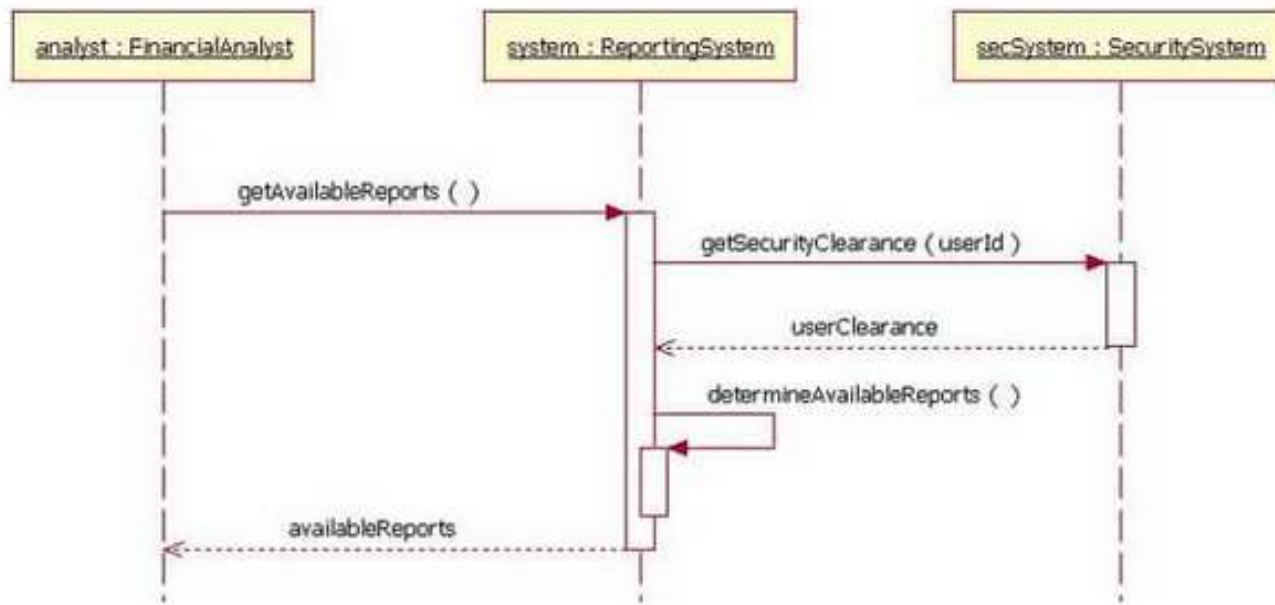 analyst : FinancialAnalyst
system : ReportingSystem
secSystem : SecuritySystem
getAvailableReports ( )
getSecurityClearance ( userId )
userClearance
determineAvailableReports ( )
availableReports